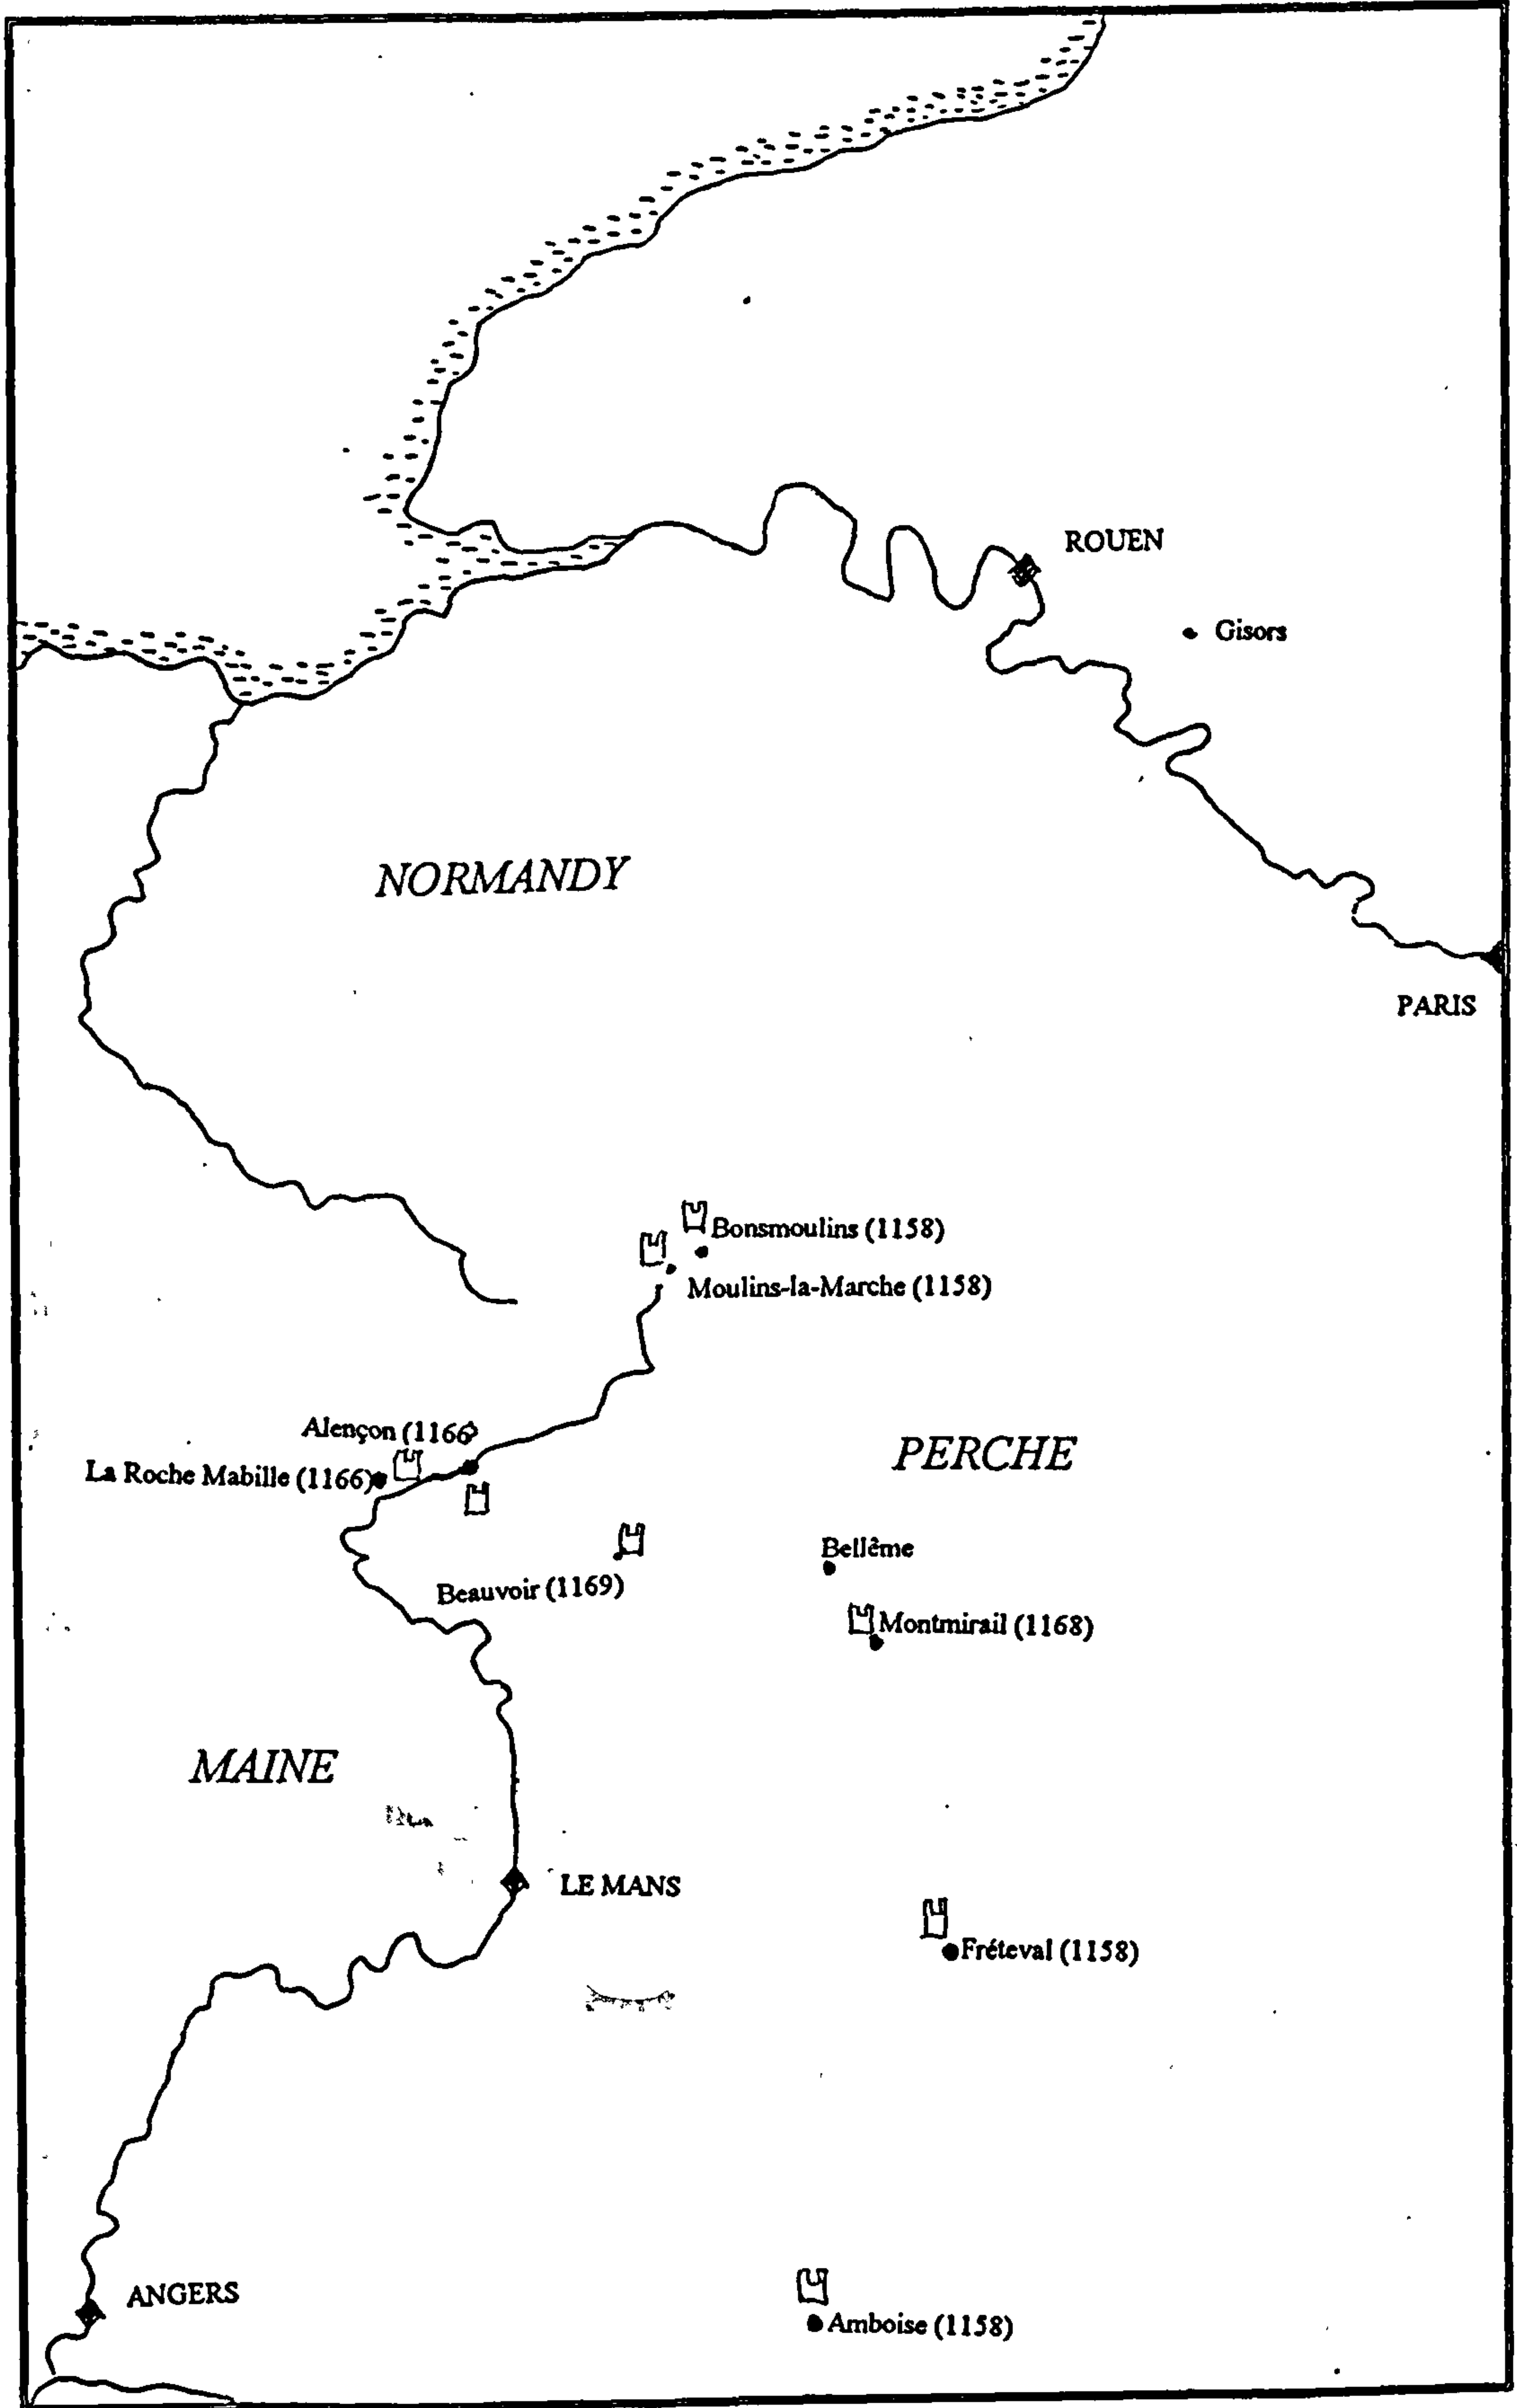 ROUEN
Gisors
PARIS
NORMANDY
Bonsmoulins (1158)
Moulins-la-Marche (1158)
Alençon (1166)
PERCHE
La Roche Mabille (1166)
Bellême
Beauvoir (1169)
Montmirail (1168)
MAINE
LE MANS
Fréteval (1158)
ANGERS
Amboise (1158)